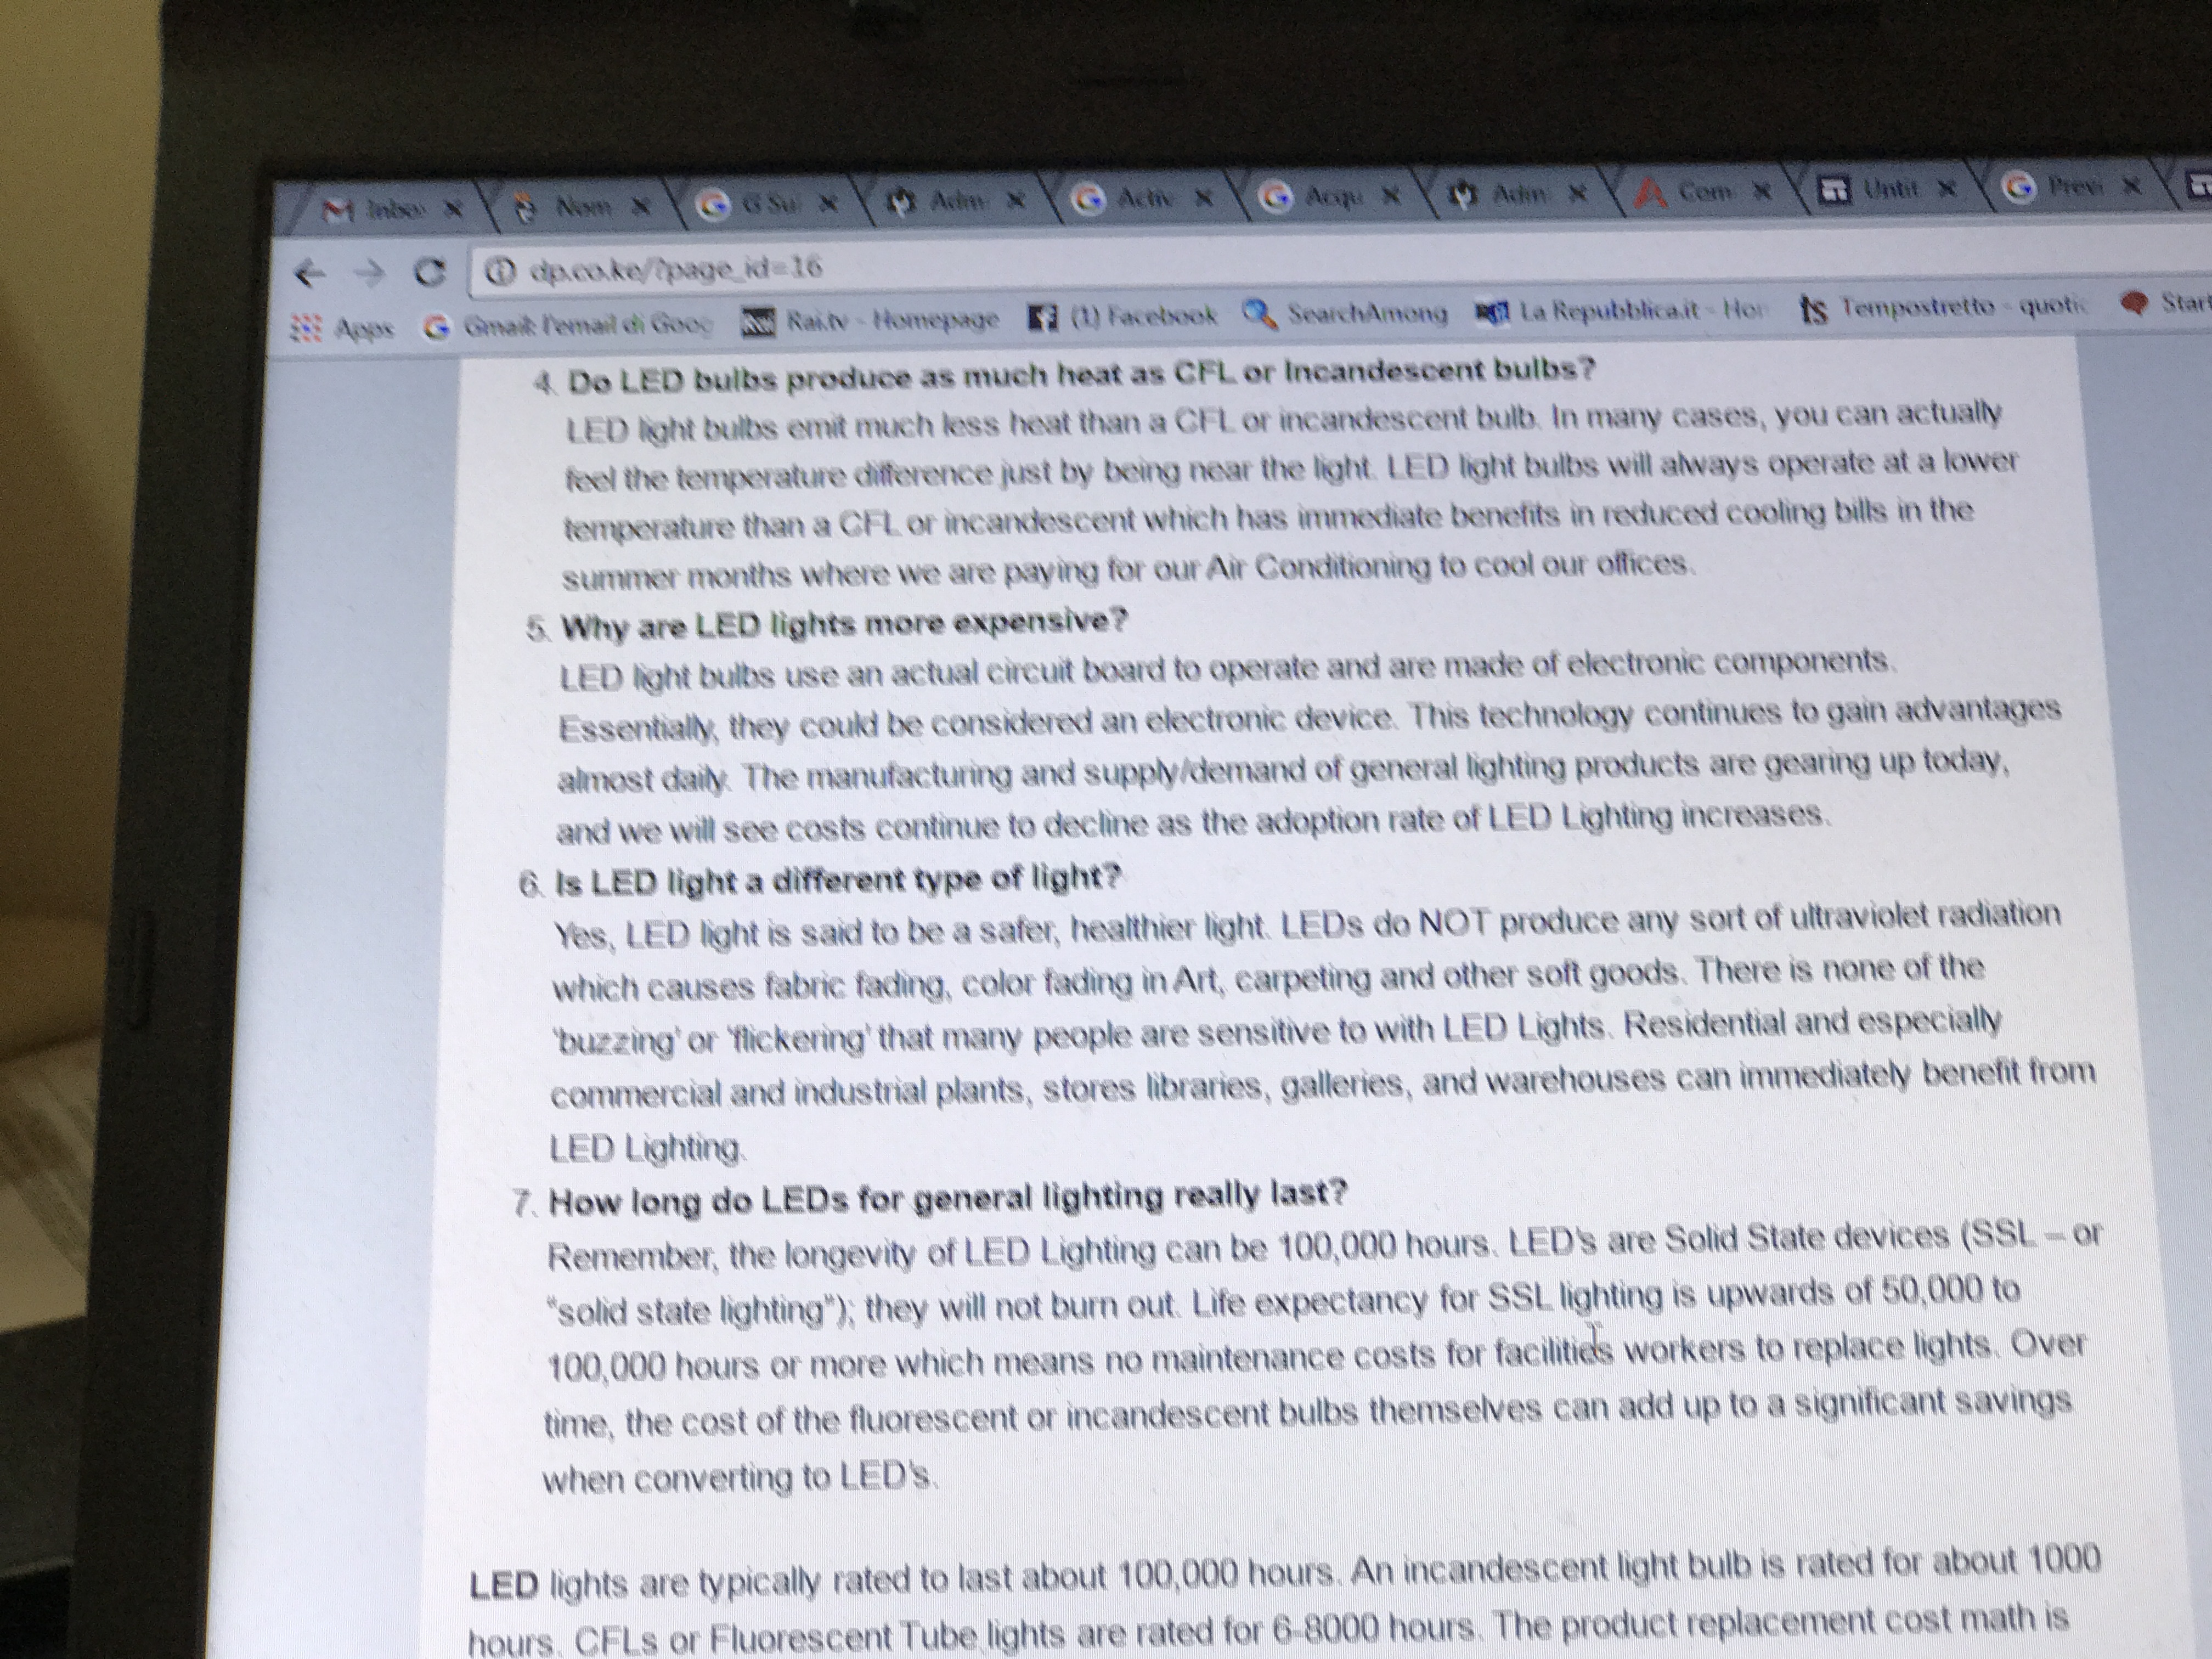 Inbo
Nom
G Sui
Adm
Activ
Acqu
Adm
Com
Untit
Previ
dp.co.ke/?page_id=16
Apps
Gmail: l'email di Goog
Rai.tv - Homepage
(1) Facebook
SearchAmong
La Repubblica.it - Hor
ts Tempostretto - quotic
Start
4. Do LED bulbs produce as much heat as CFL or Incandescent bulbs?
LED light bulbs emit much less heat than a CFL or incandescent bulb. In many cases, you can actually
feel the temperature difference just by being near the light. LED light bulbs will always operate at a lower
temperature than a CFL or incandescent which has immediate benefits in reduced cooling bills in the
summer months where we are paying for our Air Conditioning to cool our offices.
5. Why are LED lights more expensive?
LED light bulbs use an actual circuit board to operate and are made of electronic components.
Essentially, they could be considered an electronic device. This technology continues to gain advantages
almost daily. The manufacturing and supply/demand of general lighting products are gearing up today,
and we will see costs continue to decline as the adoption rate of LED Lighting increases.
6. Is LED light a different type of light?
Yes, LED light is said to be a safer, healthier light. LEDs do NOT produce any sort of ultraviolet radiation
which causes fabric fading, color fading in Art, carpeting and other soft goods. There is none of the
'buzzing' or 'flickering' that many people are sensitive to with LED Lights. Residential and especially
commercial and industrial plants, stores libraries, galleries, and warehouses can immediately benefit from
LED Lighting.
7. How long do LEDs for general lighting really last?
Remember, the longevity of LED Lighting can be 100,000 hours. LED's are Solid State devices (SSL – or
"solid state lighting"); they will not burn out. Life expectancy for SSL lighting is upwards of 50,000 to
100,000 hours or more which means no maintenance costs for facilities workers to replace lights. Over
time, the cost of the fluorescent or incandescent bulbs themselves can add up to a significant savings
when converting to LED's.
LED lights are typically rated to last about 100,000 hours. An incandescent light bulb is rated for about 1000
hours. CFLs or Fluorescent Tube lights are rated for 6-8000 hours. The product replacement cost math is